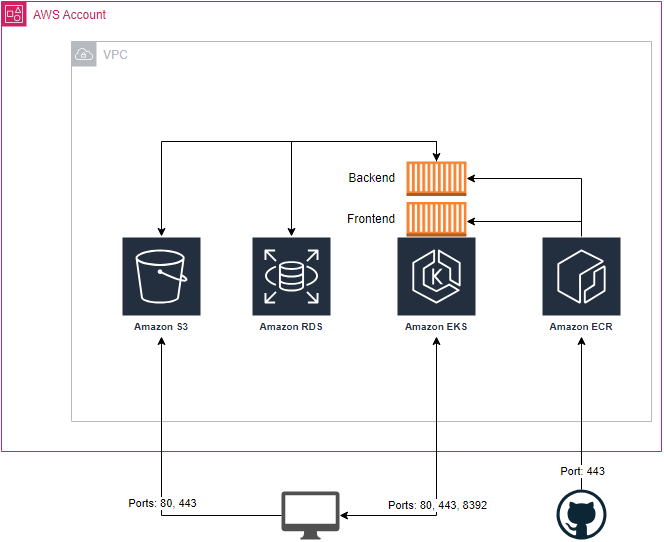 AWS Account
VPC
Backend
Frontend
K
Amazon S3
Amazon RDS
Amazon EKS
Amazon ECR
Port: 443
Ports: 80, 443
Ports: 80, 443, 8392